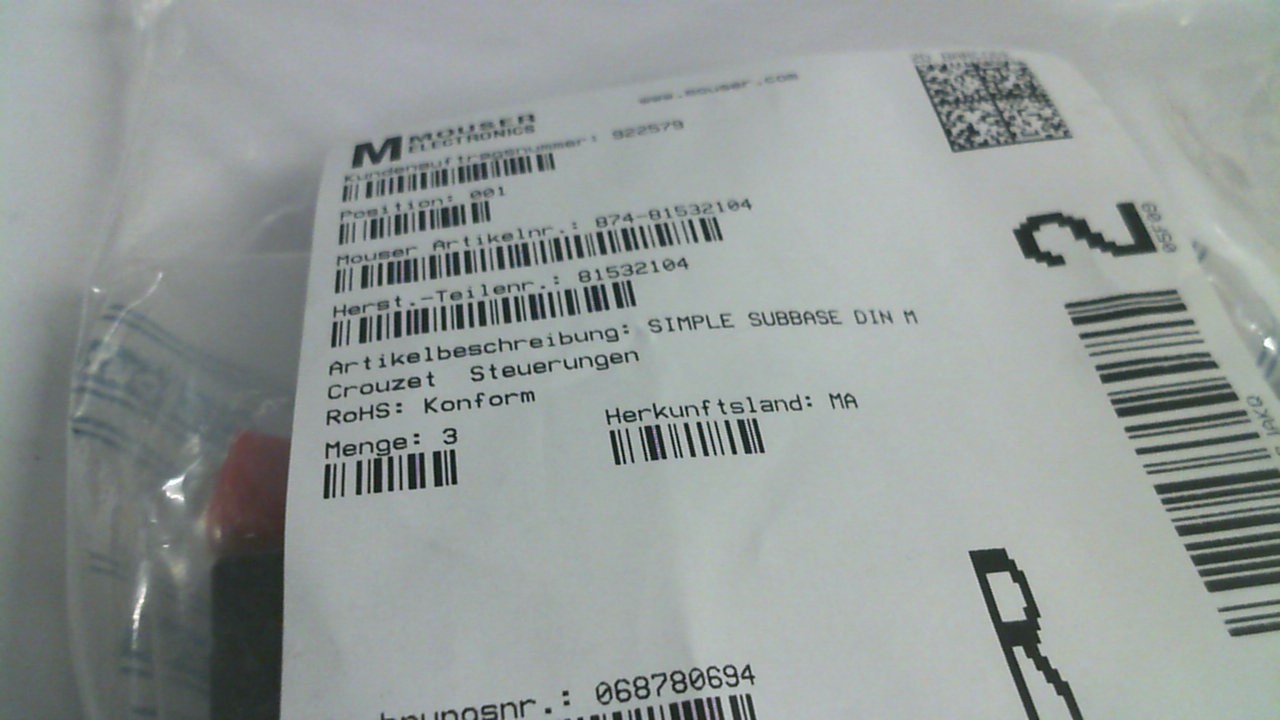 www.mouser.com
M MOUSER
ELECTRONICS
Kundenauftragsnummer: 922579
Position: 001
Mouser Artikelnr.: 874-81532104
Herst.-Teilenr.: 81532104
Artikelbeschreibung: SIMPLE SUBBASE DIN M
Crouzet Steuerungen
RoHS: Konform
Menge: 3
Herkunftsland: MA
068780694
2
R